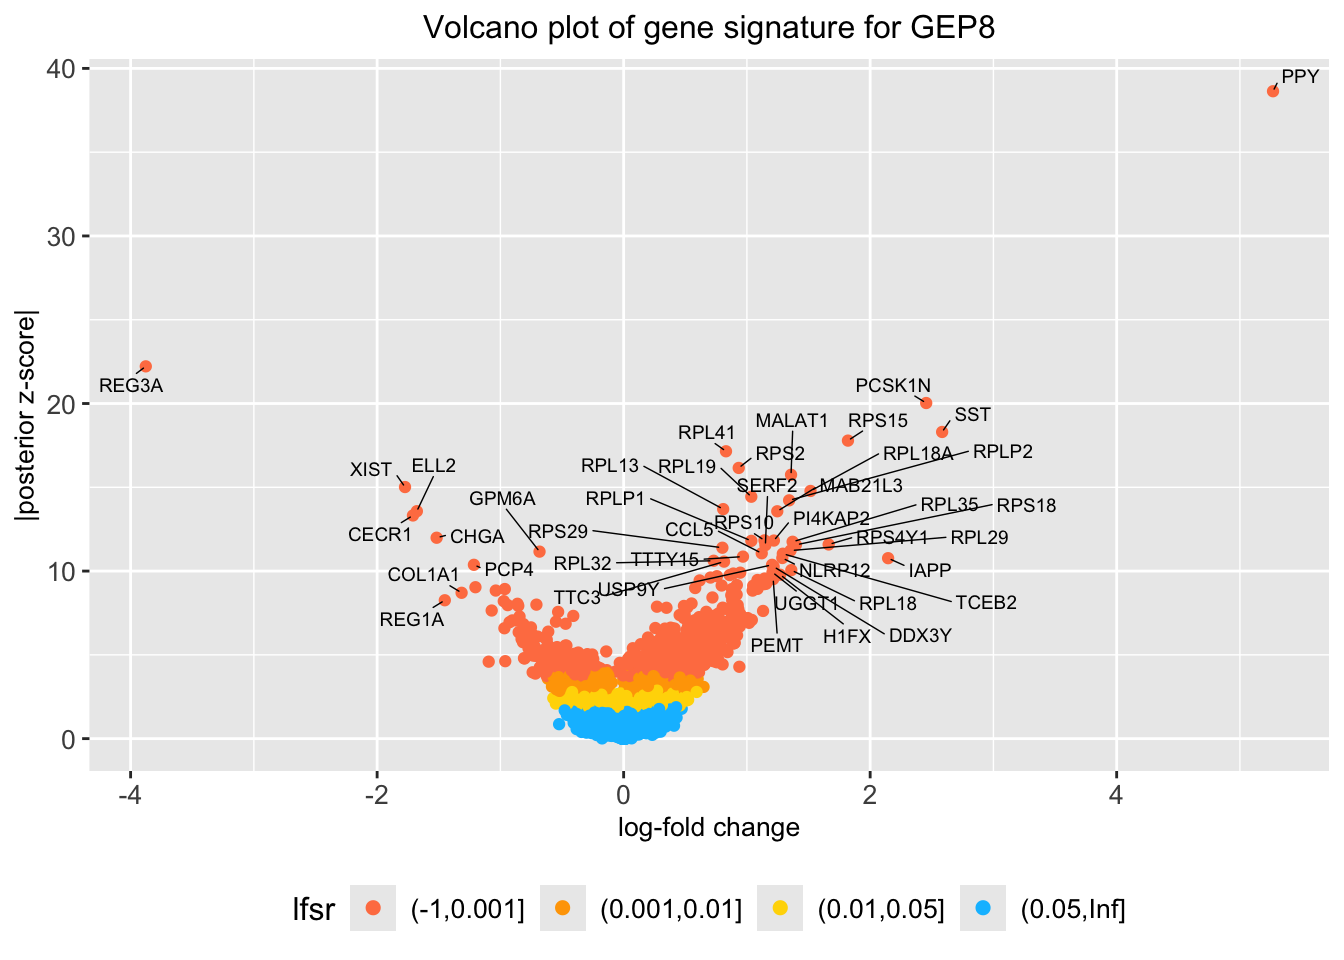 Volcano plot of gene signature for GEP8
|posterior z-score|
40
30
20
10
0
PPY
REG3A
PCSK1N
SST
MALAT1
RPS15
RPL41
RPS2
RPL18A
RPLP2
XIST
ELL2
RPL13
RPL19
SERF2
MAB21L3
GPM6A
RPLP1
RPL35
RPS18
CECR1
CHGA
RPS29
CCL5
RPS10
PI4KAP2
RPS4Y1
RPL29
COL1A1
PCP4
RPL32
TTTY15
NLRP12
IAPP
REG1A
TTC3
USP9Y
UGGT1
RPL18
TCEB2
PEMT
H1FX
DDX3Y
-4
-2
0
2
4
log-fold change
lfsr
(-1,0.001]
(0.001,0.01]
(0.01,0.05]
(0.05,Inf]